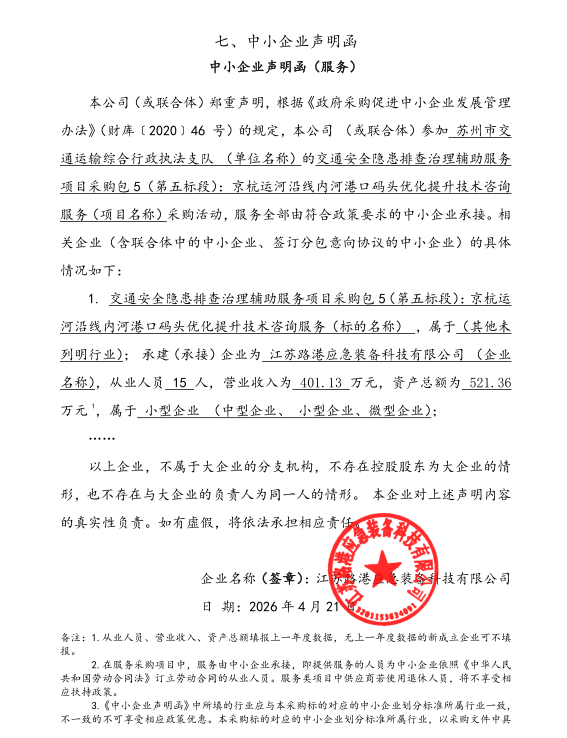 七、中小企业声明函
中小企业声明函（服务）
本公司（或联合体）郑重声明，根据《政府采购促进中小企业发展管理
办法》（财库〔2020〕46 号）的规定，本公司 （或联合体）参加 苏州市交
通运输综合行政执法支队 （单位名称）的交通安全隐患排查治理辅助服务
项目采购包5（第五标段）：京杭运河沿线内河港口码头优化提升技术咨询
服务（项目名称）采购活动，服务全部由符合政策要求的中小企业承接。相
关企业（含联合体中的中小企业、签订分包意向协议的中小企业）的具体
情况如下：
1. 交通安全隐患排查治理辅助服务项目采购包5（第五标段）：京杭运
河沿线内河港口码头优化提升技术咨询服务（标的名称） ，属于（其他未
列明行业）； 承建（承接）企业为 江苏路港应急装备科技有限公司 （企业
名称），从业人员 15 人，营业收入为 401.13 万元，资产总额为 521.36
万元¹，属于 小型企业 （中型企业、 小型企业、微型企业）；
……
以上企业，不属于大企业的分支机构，不存在控股股东为大企业的情
形，也不存在与大企业的负责人为同一人的情形。 本企业对上述声明内容
的真实性负责。如有虚假，将依法承担相应责任。
江苏路港应急装备科技有限公司
企业名称（签章）：江苏路港应急装备科技有限公司
日 期：2026年4月21日
备注：1.从业人员、营业收入、资产总额填报上一年度数据，无上一年度数据的新成立企业可不填
报。
2.在服务采购项目中，服务由中小企业承接，即提供服务的人员为中小企业依照《中华人民
共和国劳动合同法》订立劳动合同的从业人员。服务类项目中供应商若使用退休人员，将不享受相
应扶持政策。
3.《中小企业声明函》中所填的行业应与本采购标的对应的中小企业划分标准所属行业一致，
不一致的不可享受相应政策优惠。本采购标的对应的中小企业划分标准所属行业，以采购文件中具